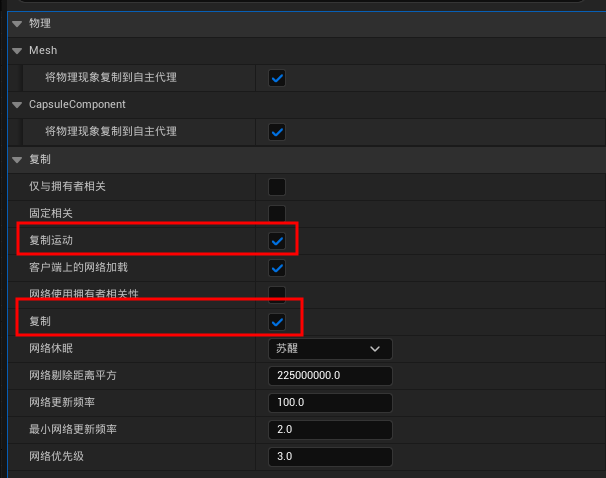 物理
Mesh
将物理现象复制到自主代理
CapsuleComponent
将物理现象复制到自主代理
复制
仅与拥有者相关
固定相关
复制运动
客户端上的网络加载
网络使用拥有者相关性
复制
网络休眠 苏醒
网络剔除距离平方 225000000.0
网络更新频率 100.0
最小网络更新频率 2.0
网络优先级 3.0